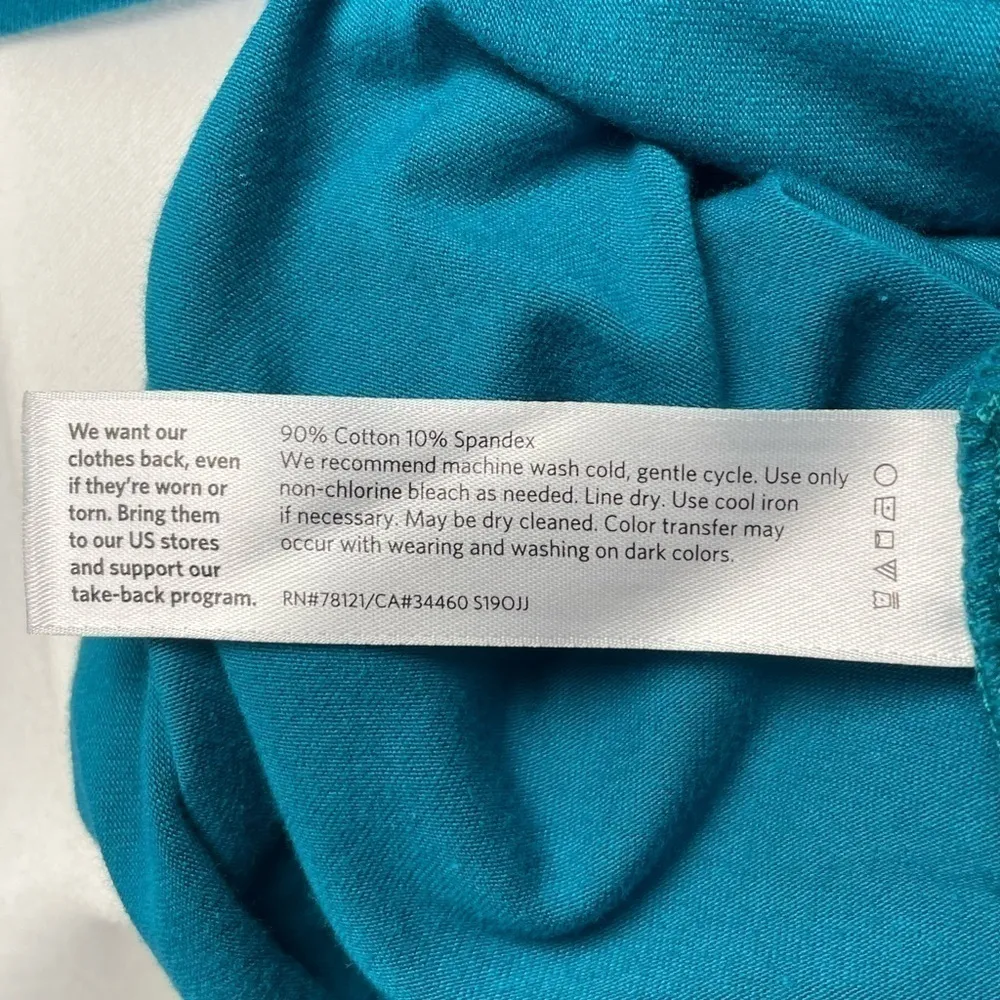 We want our
clothes back, even
if they're worn or
torn. Bring them
to our US stores
and support our
take-back program.
90% Cotton 10% Spandex
We recommend machine wash cold, gentle cycle. Use only
non-chlorine bleach as needed. Line dry. Use cool iron
if necessary. May be dry cleaned. Color transfer may
occur with wearing and washing on dark colors.
RN#78121/CA#34460 S19OJJ